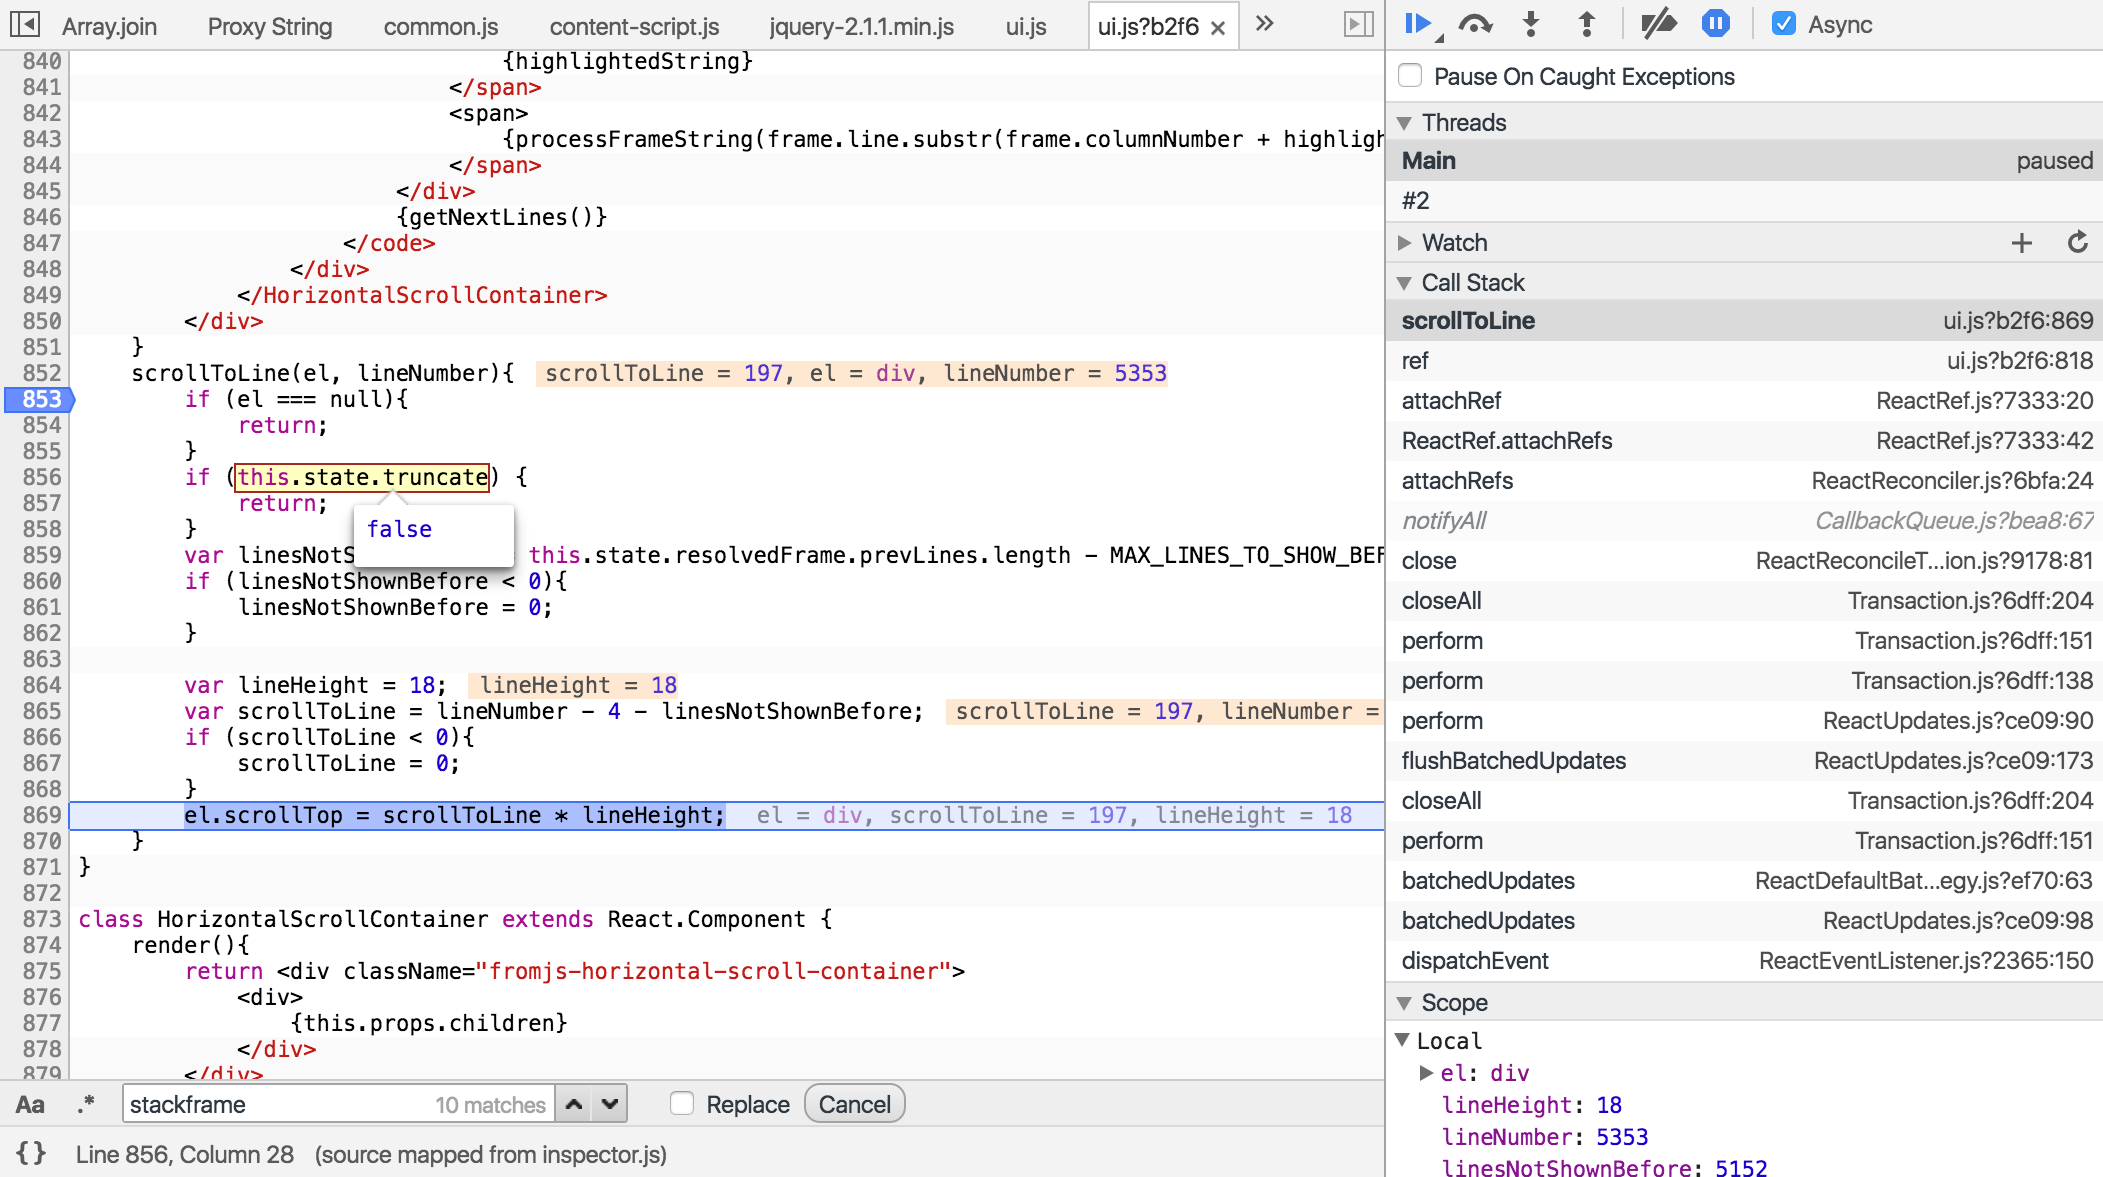 Array.join Proxy String common.js content-script.js jquery-2.1.1.min.js ui.js ui.js?b2f6 × »
840 {highlightedString}
841 </span>
842 <span>
843 {processFrameString(frame.line.substr(frame.columnNumber + highligh
844 </span>
845 </div>
846 {getNextLines()}
847 </code>
848 </div>
849 </HorizontalScrollContainer>
850 </div>
851 }
852 scrollToLine(el, lineNumber){ scrollToLine = 197, el = div, lineNumber = 5353
853 if (el === null){
854 return;
855 }
856 if (this.state.truncate) {
857 return;
false
858 }
859 var linesNotS this.state.resolvedFrame.prevLines.length - MAX_LINES_TO_SHOW_BEF
860 if (linesNotShownBefore < 0){
861 linesNotShownBefore = 0;
862 }
863
864 var lineHeight = 18; lineHeight = 18
865 var scrollToLine = lineNumber - 4 - linesNotShownBefore; scrollToLine = 197, lineNumber =
866 if (scrollToLine < 0){
867 scrollToLine = 0;
868 }
869 el.scrollTop = scrollToLine * lineHeight; el = div, scrollToLine = 197, lineHeight = 18
870 }
871 }
872
873 class HorizontalScrollContainer extends React.Component {
874 render(){
875 return <div className="fromjs-horizontal-scroll-container">
876 <div>
877 {this.props.children}
878 </div>
879 </div>
Aa .* stackframe 10 matches Replace Cancel
{} Line 856, Column 28 (source mapped from inspector.js)
Async
Pause On Caught Exceptions
Threads
Main paused
#2
Watch
Call Stack
scrollToLine ui.js?b2f6:869
ref ui.js?b2f6:818
attachRef ReactRef.js?7333:20
ReactRef.attachRefs ReactRef.js?7333:42
attachRefs ReactReconciler.js?6bfa:24
notifyAll CallbackQueue.js?bea8:67
close ReactReconcileT...ion.js?9178:81
closeAll Transaction.js?6dff:204
perform Transaction.js?6dff:151
perform Transaction.js?6dff:138
perform ReactUpdates.js?ce09:90
flushBatchedUpdates ReactUpdates.js?ce09:173
closeAll Transaction.js?6dff:204
perform Transaction.js?6dff:151
batchedUpdates ReactDefaultBat...egy.js?ef70:63
batchedUpdates ReactUpdates.js?ce09:98
dispatchEvent ReactEventListener.js?2365:150
Scope
Local
el: div
lineHeight: 18
lineNumber: 5353
linesNotShownBefore: 5152